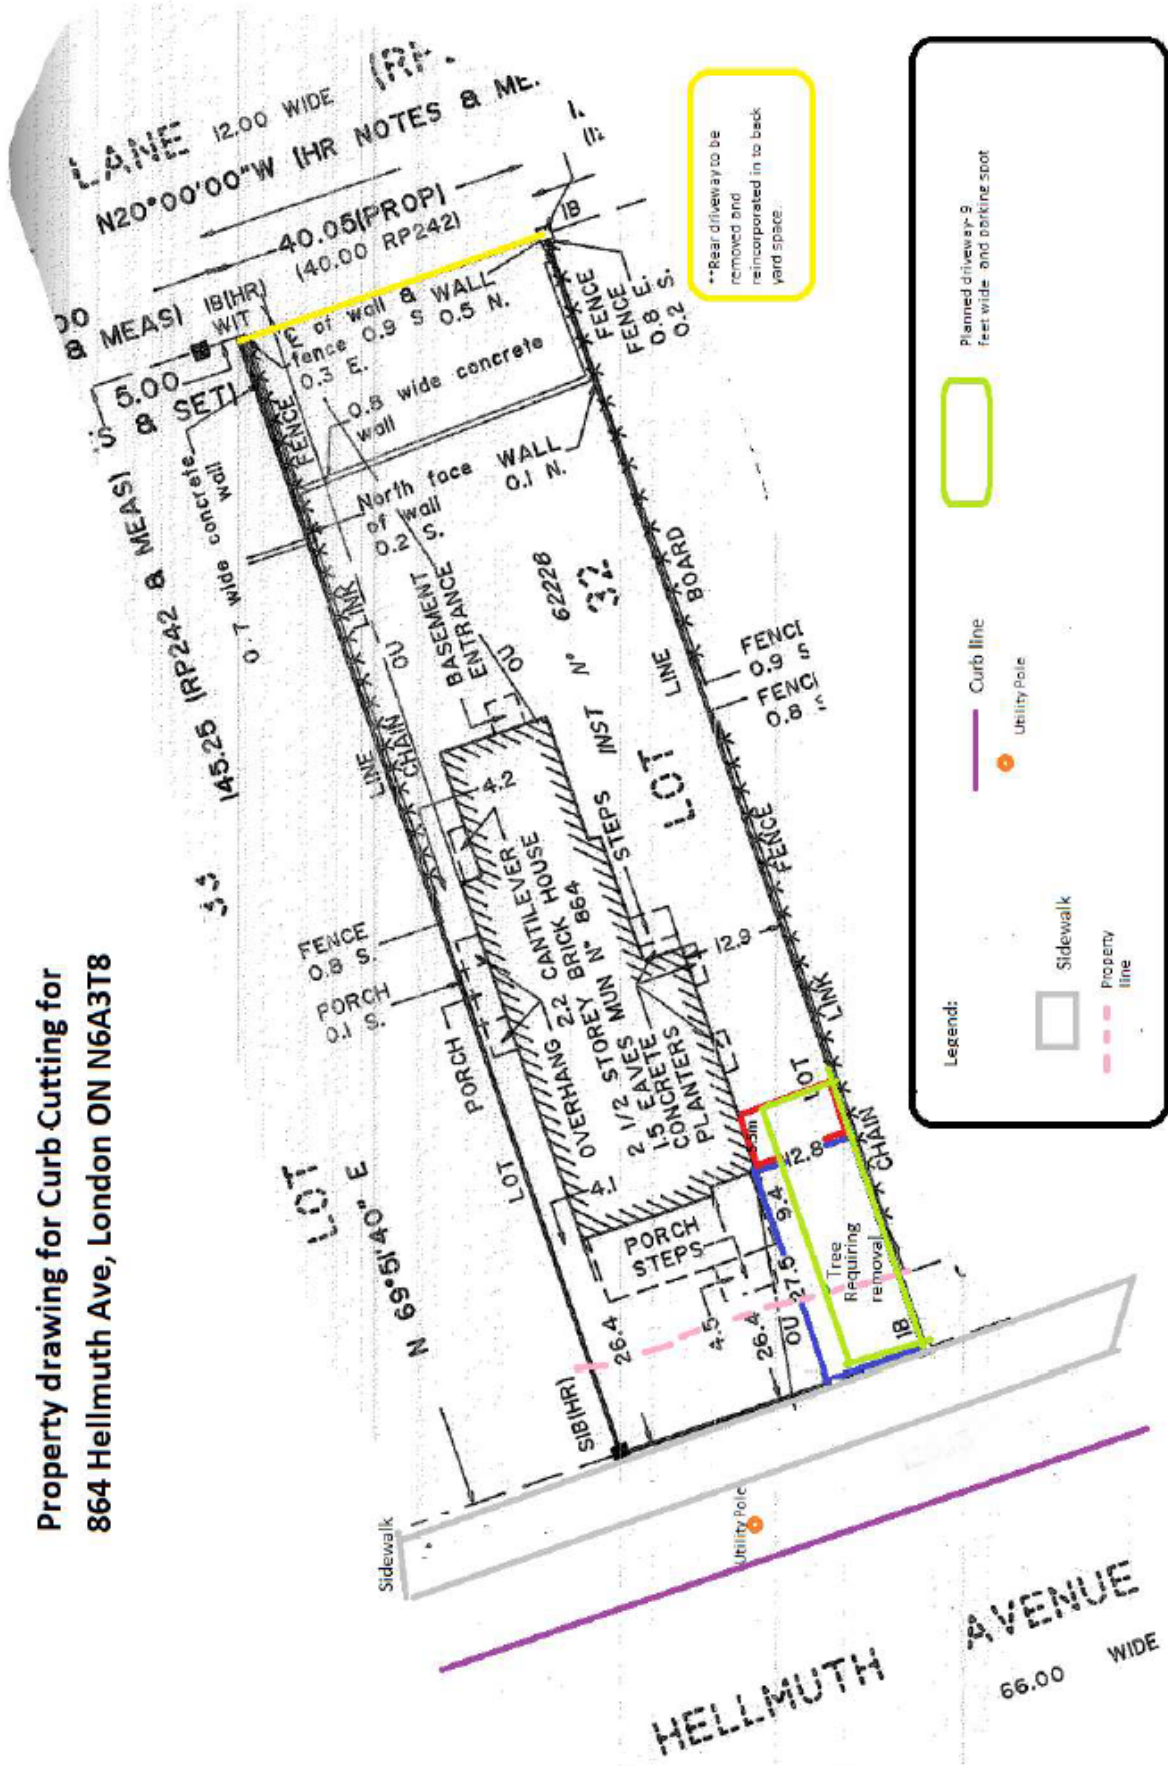 Property drawing for Curb Cutting for
864 Hellmuth Ave, London ON N6A3T8
LANE 12.00 WIDE
N20°00'00"W (HR NOTES & ME.
40.05(PROP)
(40.00 RP242)
& MEAS)
IB(HR)
WIT
5.00
S & SET)
145.25 (RP242 & MEAS)
0.7 wide concrete
wall
FENCE
of wall &
fence 0.9 S
0.3 E.
WALL
0.5 N.
0.8 wide concrete
wall
IB
FENCE
FENCE
0.8 E.
0.2 S.
North face
of wall
0.2 S.
WALL
0.1 N.
**Rear driveway to be
removed and
reincorporated in to back
yard space.
33
LOT
N 69°51'40" E
LINE
CHAIN
LINK
OU
BASEMENT
ENTRANCE
OU
INST Nº 62228
32
LOT
LINE
BOARD
FENCE
FENCE
0.9 S
FENCE
0.8
FENCE
0.8 S.
PORCH
0.1 S.
PORCH
LOT
4.2
OVERHANG 2.2
CANTILEVER
2 1/2 STOREY BRICK HOUSE
MUN Nº 864
1.5 EAVES
CONCRETE
PLANTERS
STEPS
12.9
LINK
CHAIN
LOT
4.1
PORCH
STEPS
12.8
9.4
27.5
OU
4.5
26.4
26.4
Tree
Requiring
removal
IB
SIB(HR)
Sidewalk
Utility Pole
HELLMUTH AVENUE
66.00 WIDE
Legend:
Sidewalk
Property
line
Curb line
Utility Pole
Planned driveway- 9
feet wide and parking spot